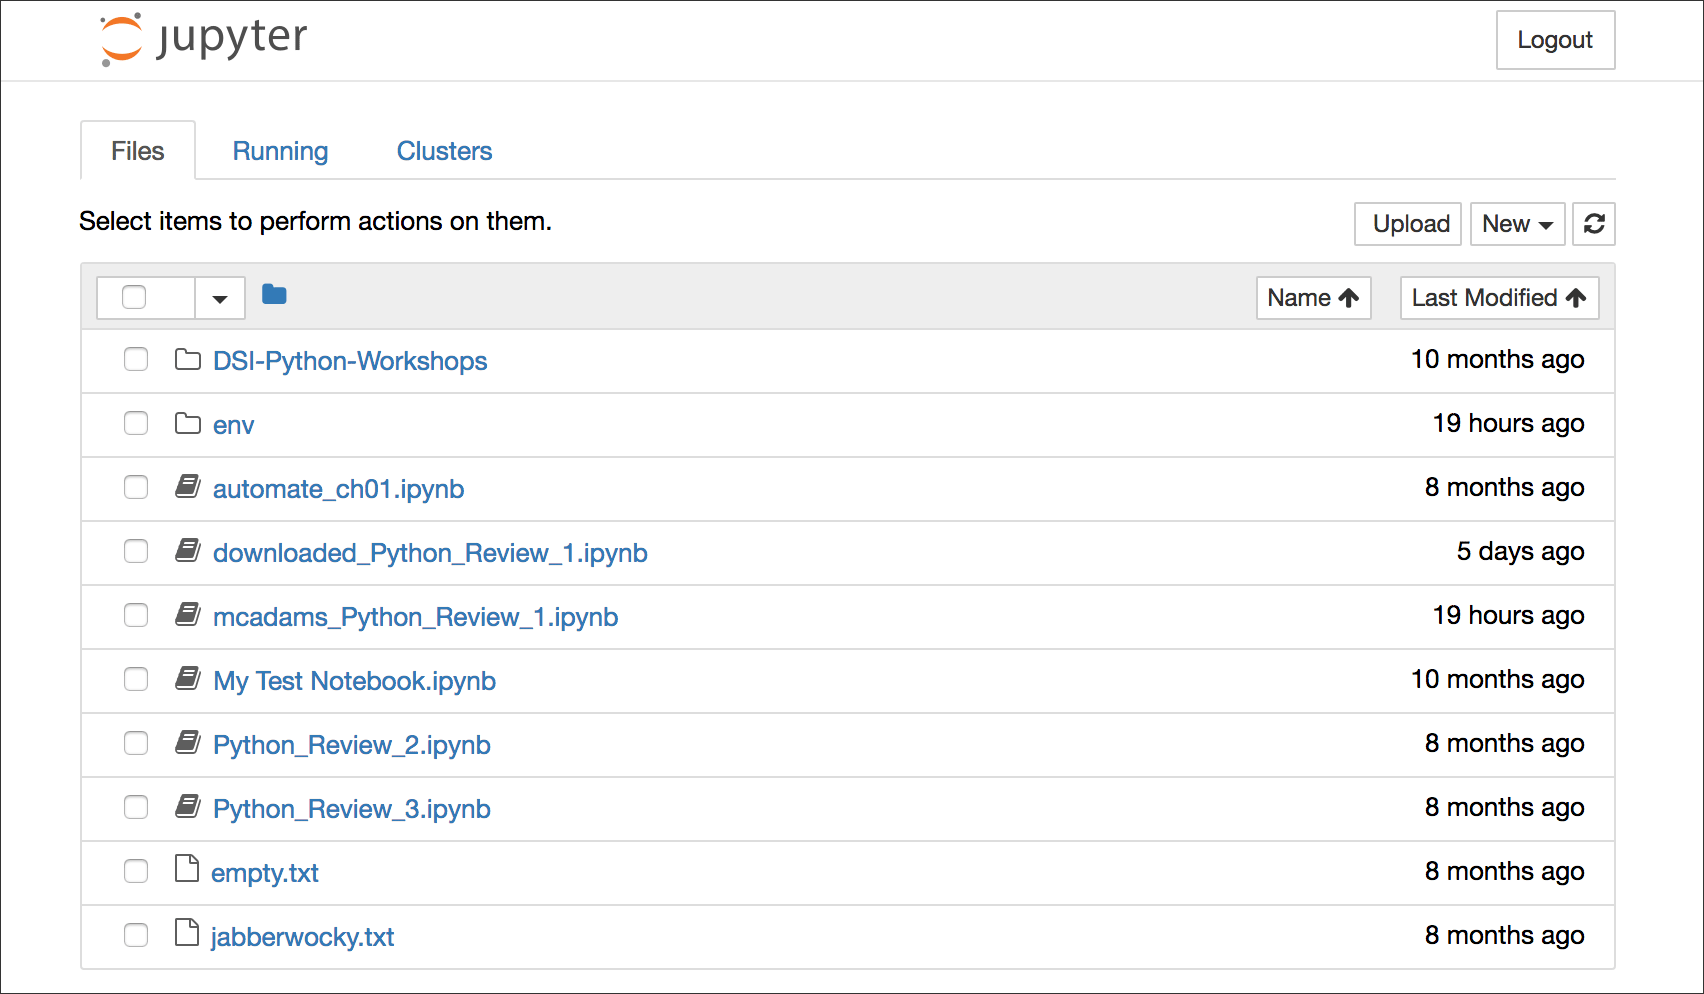 jupyter
Logout
Files Running Clusters
Select items to perform actions on them.
Upload New
Name Last Modified
DSI-Python-Workshops 10 months ago
env 19 hours ago
automate_ch01.ipynb 8 months ago
downloaded_Python_Review_1.ipynb 5 days ago
mcadams_Python_Review_1.ipynb 19 hours ago
My Test Notebook.ipynb 10 months ago
Python_Review_2.ipynb 8 months ago
Python_Review_3.ipynb 8 months ago
empty.txt 8 months ago
jabberwocky.txt 8 months ago